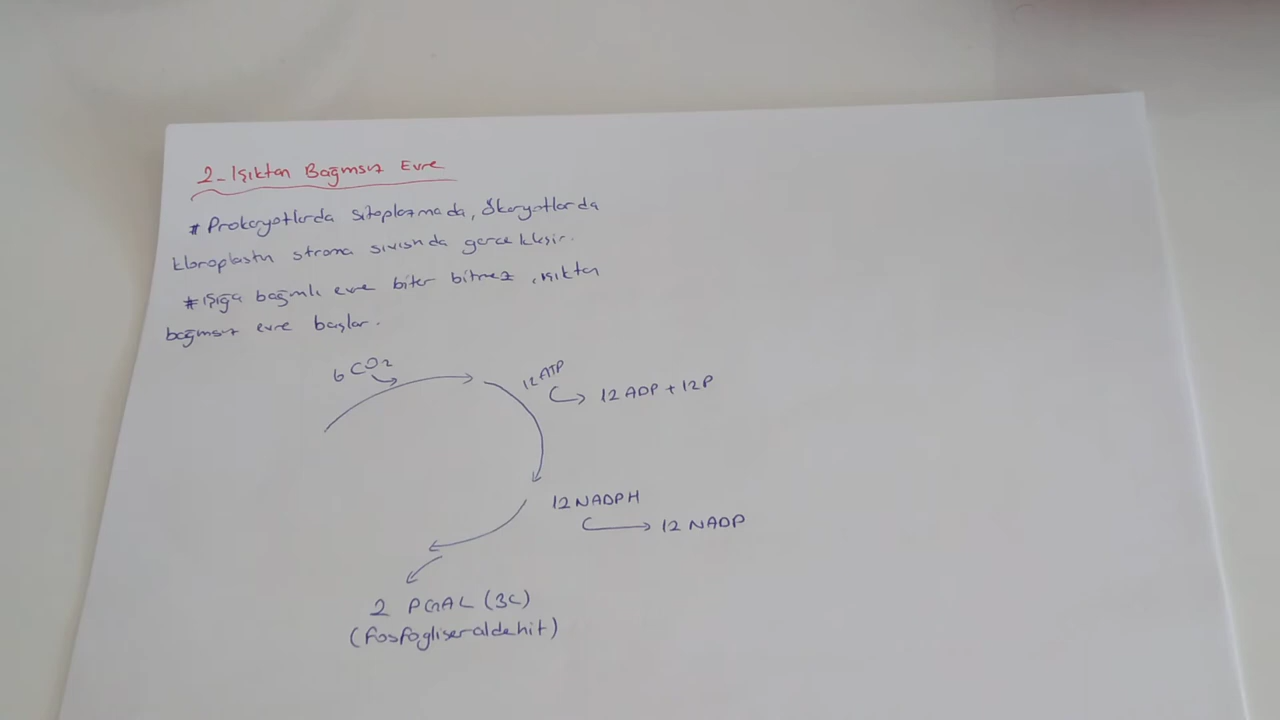 2- Işıktan Bağımsız Evre
* Prokaryotlarda sitoplazmada, Ökaryotlarda
kloroplastın stroma sıvısında gerçekleşir.
* Işığa bağımlı evre biter bitmez, ışıktan
bağımsız evre başlar.
6 CO2
12 ATP
12 ADP + 12P
12 NADPH
12 NADP
2 PGAL (3C)
(fosfogliseraldehit)